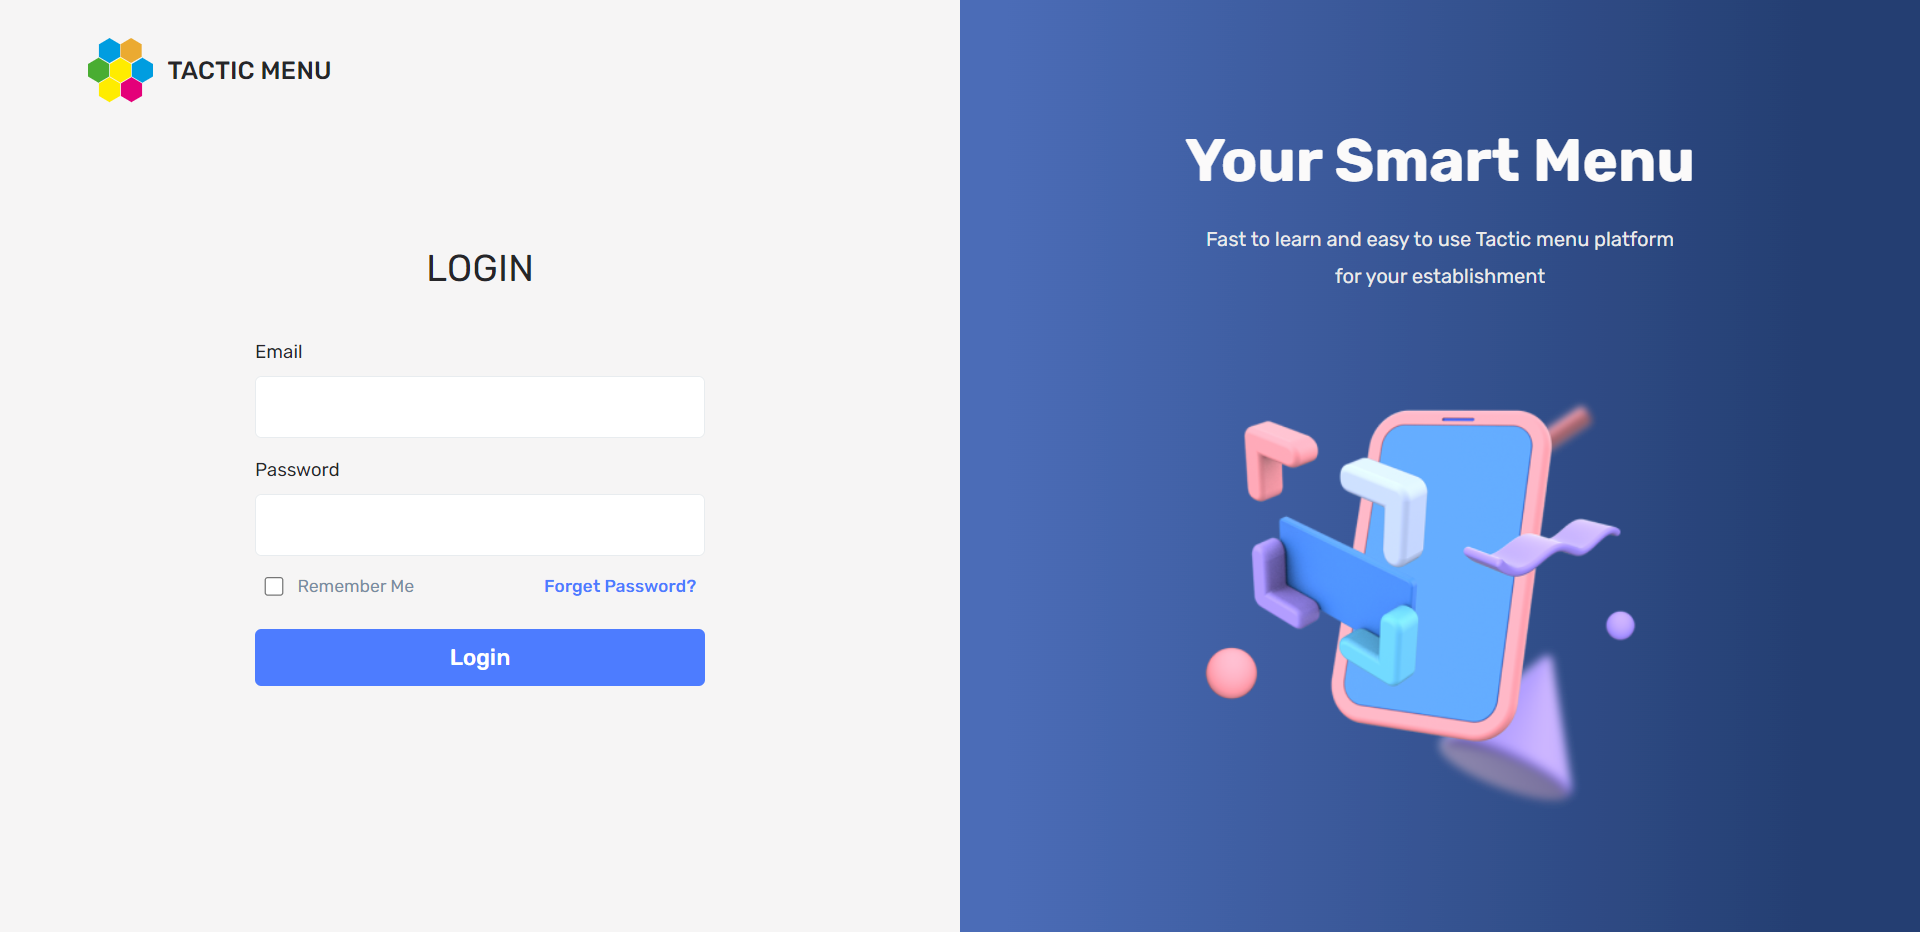 TACTIC MENU
LOGIN
Email
Password
Remember Me
Forget Password?
Login
Your Smart Menu
Fast to learn and easy to use Tactic menu platform
for your establishment